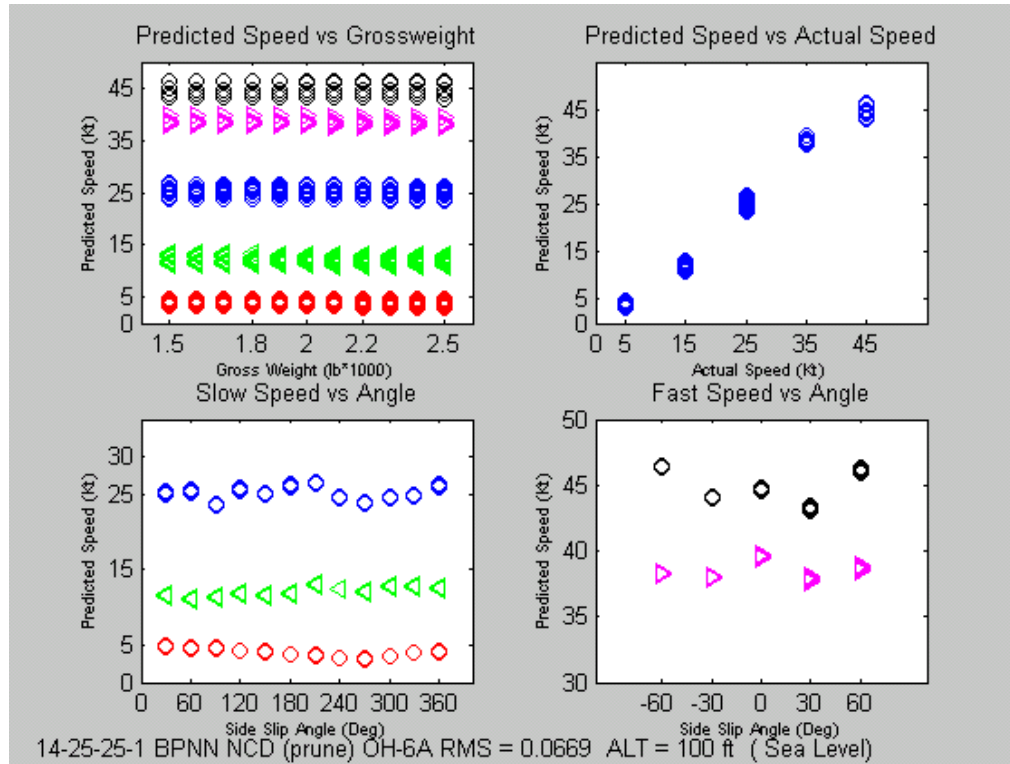 Predicted Speed vs Grossweight
Predicted Speed (Kt)
45
35
25
15
5
0
1.5 1.8 2 2.2 2.5
Gross Weight (lb*1000)
Predicted Speed vs Actual Speed
Predicted Speed (Kt)
45
35
25
15
5
0
0 5 15 25 35 45
Actual Speed (Kt)
Slow Speed vs Angle
Predicted Speed (Kt)
30
25
15
5
0
0 60 120 180 240 300 360
Side Slip Angle (Deg)
Fast Speed vs Angle
Predicted Speed (Kt)
50
45
40
35
30
-60 -30 0 30 60
Side Slip Angle (Deg)
14-25-25-1 BPNN NCD (prune) OH-6A RMS = 0.0669 ALT = 100 ft ( Sea Level)